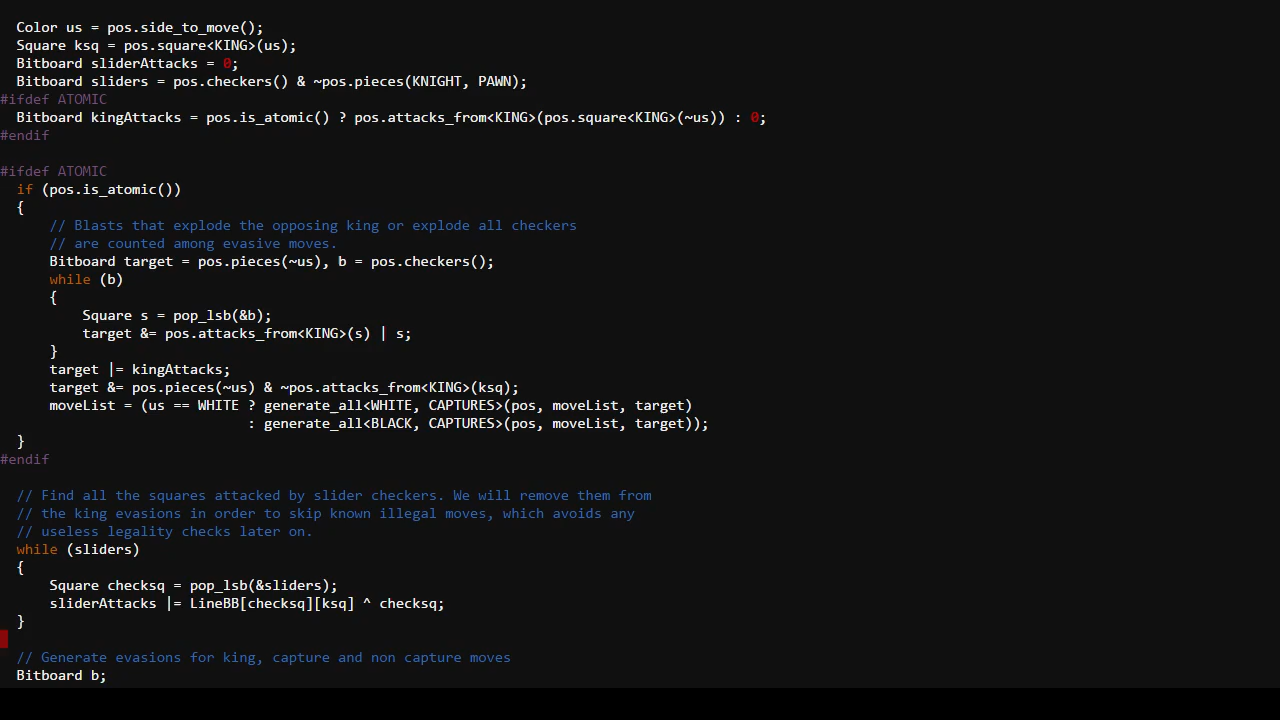 Color us = pos.side_to_move();
Square ksq = pos.square<KING>(us);
Bitboard sliderAttacks = 0;
Bitboard sliders = pos.checkers() & ~pos.pieces(KNIGHT, PAWN);
#ifdef ATOMIC
Bitboard kingAttacks = pos.is_atomic() ? pos.attacks_from<KING>(pos.square<KING>(~us)) : 0;
#endif
#ifdef ATOMIC
if (pos.is_atomic())
{
// Blasts that explode the opposing king or explode all checkers
// are counted among evasive moves.
Bitboard target = pos.pieces(~us), b = pos.checkers();
while (b)
{
Square s = pop_lsb(&b);
target &= pos.attacks_from<KING>(s) | s;
}
target |= kingAttacks;
target &= pos.pieces(~us) & ~pos.attacks_from<KING>(ksq);
moveList = (us == WHITE ? generate_all<WHITE, CAPTURES>(pos, moveList, target)
: generate_all<BLACK, CAPTURES>(pos, moveList, target));
}
#endif
// Find all the squares attacked by slider checkers. We will remove them from
// the king evasions in order to skip known illegal moves, which avoids any
// useless legality checks later on.
while (sliders)
{
Square checksq = pop_lsb(&sliders);
sliderAttacks |= LineBB[checksq][ksq] ^ checksq;
}
// Generate evasions for king, capture and non capture moves
Bitboard b;